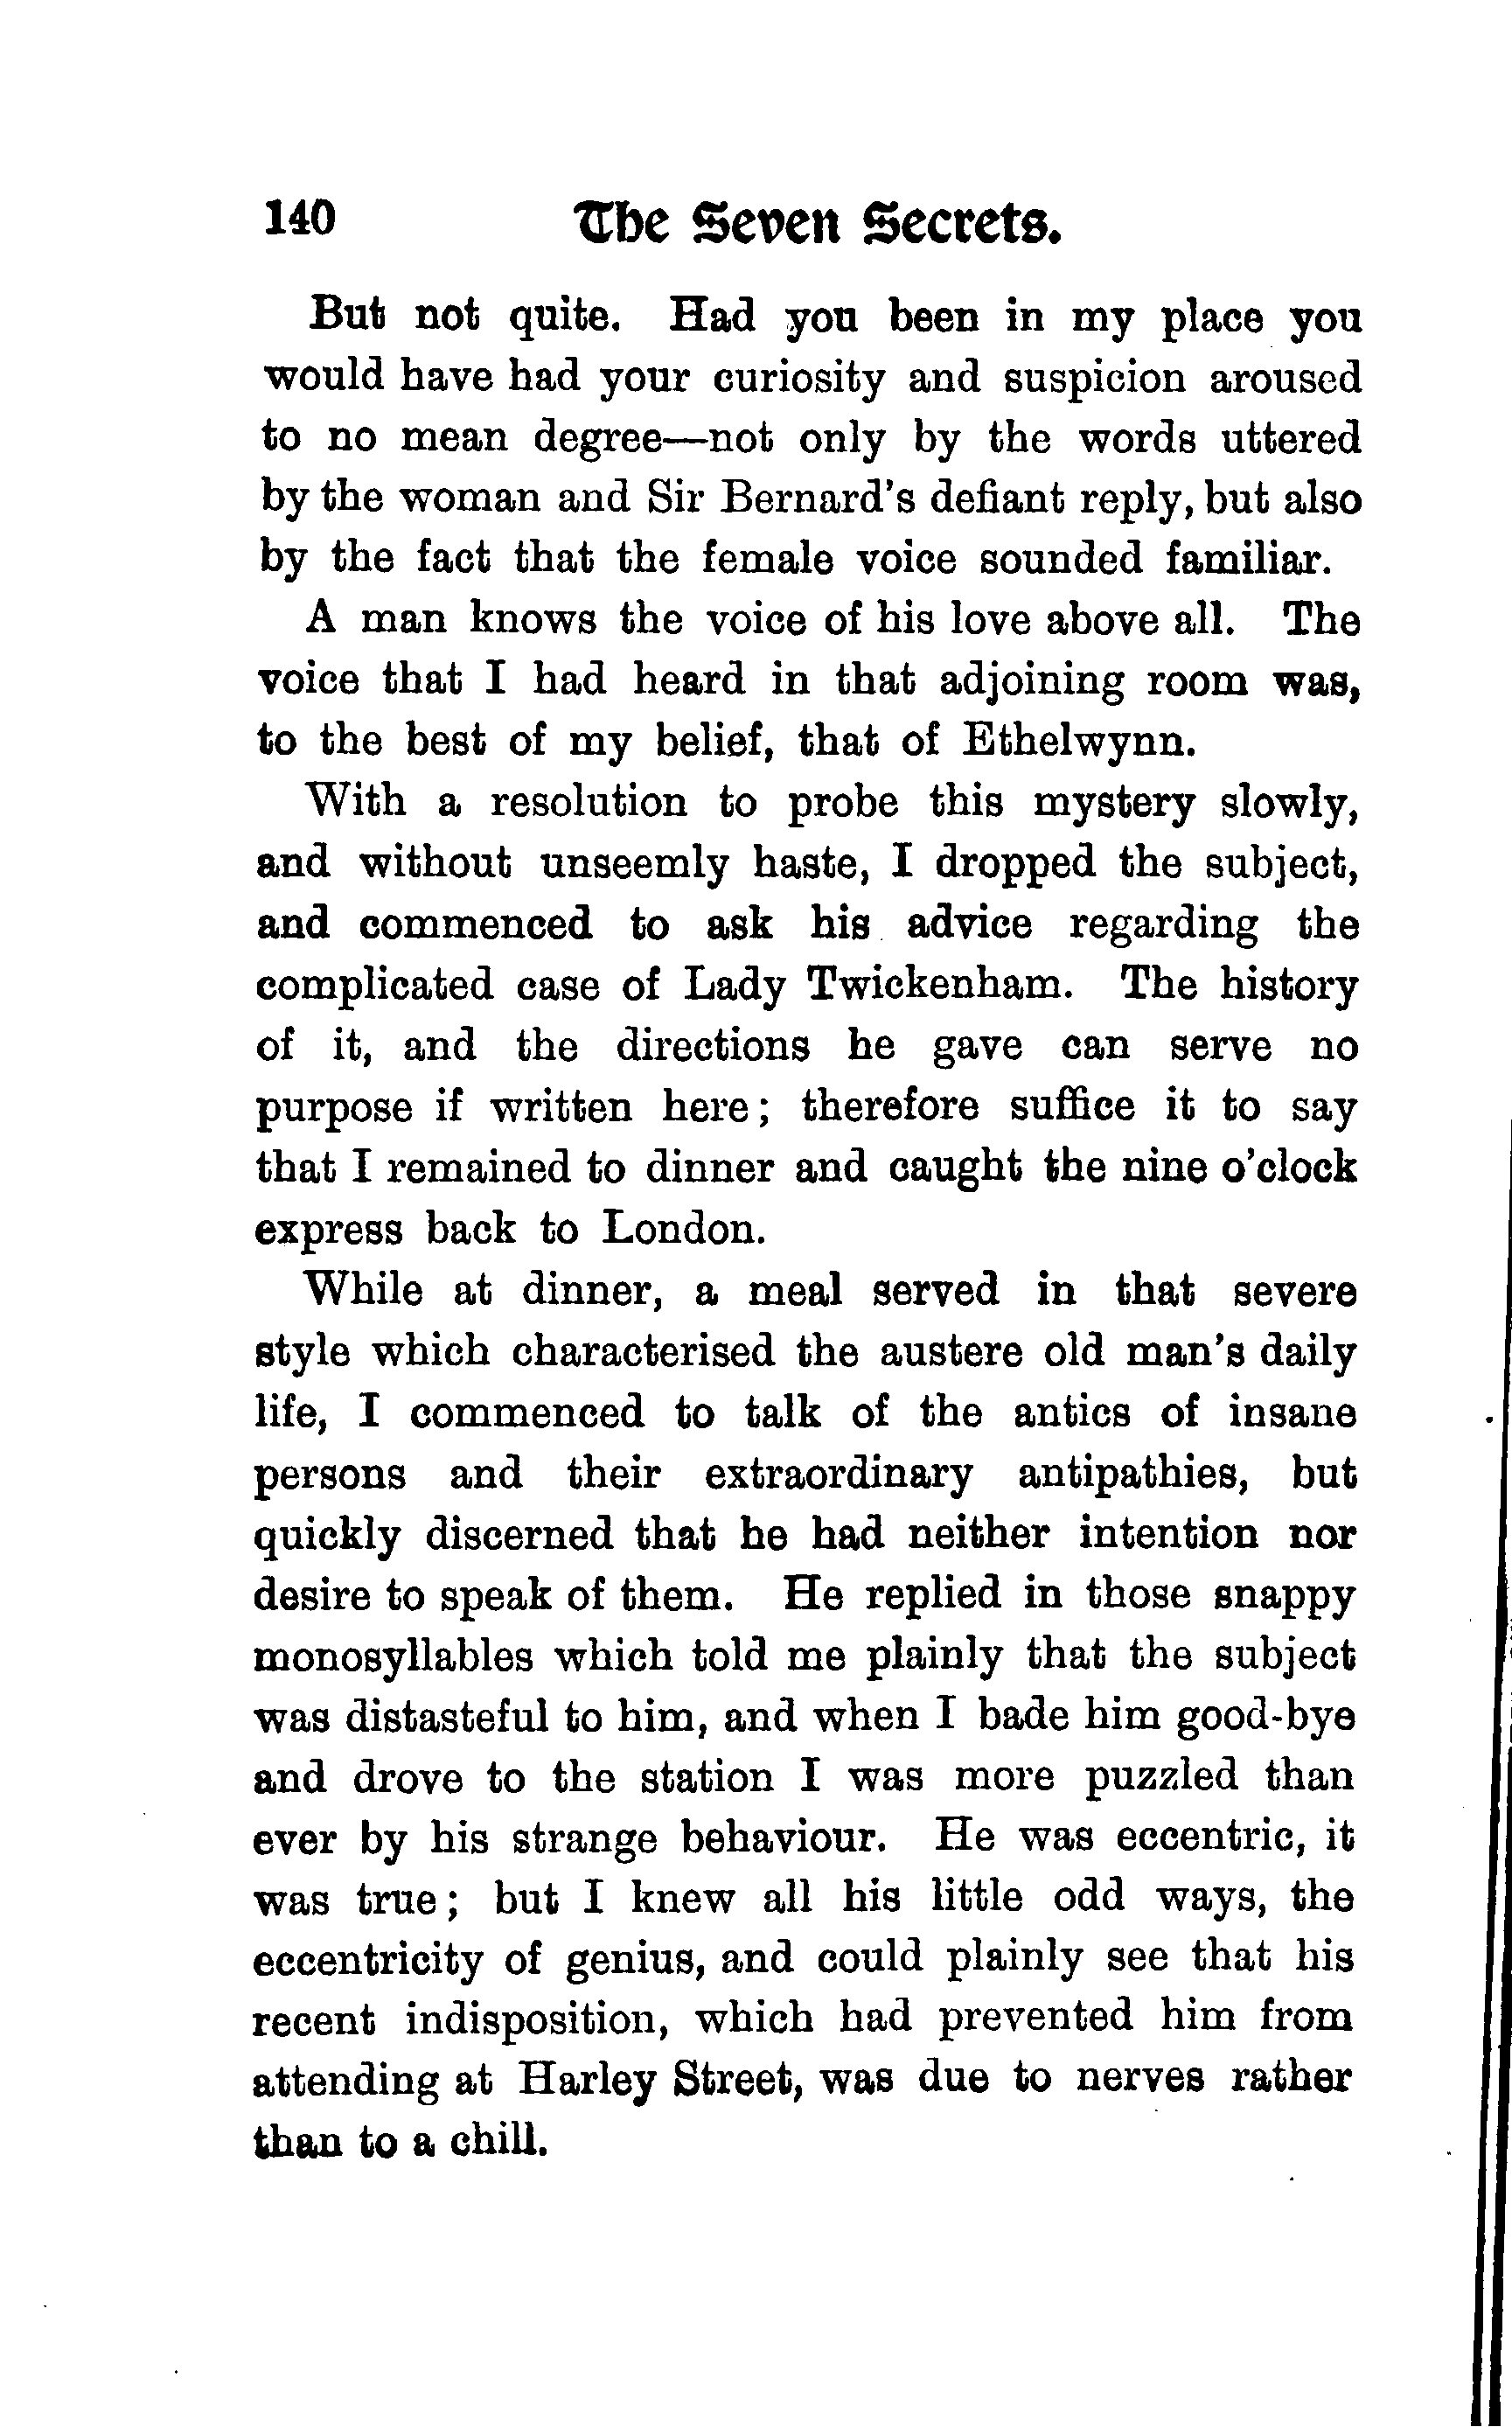 140 The Seven Secrets.
But not quite. Had you been in my place you
would have had your curiosity and suspicion aroused
to no mean degree—not only by the words uttered
by the woman and Sir Bernard's defiant reply, but also
by the fact that the female voice sounded familiar.
A man knows the voice of his love above all. The
voice that I had heard in that adjoining room was,
to the best of my belief, that of Ethelwynn.
With a resolution to probe this mystery slowly,
and without unseemly haste, I dropped the subject,
and commenced to ask his advice regarding the
complicated case of Lady Twickenham. The history
of it, and the directions he gave can serve no
purpose if written here; therefore suffice it to say
that I remained to dinner and caught the nine o'clock
express back to London.
While at dinner, a meal served in that severe
style which characterised the austere old man's daily
life, I commenced to talk of the antics of insane
persons and their extraordinary antipathies, but
quickly discerned that he had neither intention nor
desire to speak of them. He replied in those snappy
monosyllables which told me plainly that the subject
was distasteful to him, and when I bade him good-bye
and drove to the station I was more puzzled than
ever by his strange behaviour. He was eccentric, it
was true; but I knew all his little odd ways, the
eccentricity of genius, and could plainly see that his
recent indisposition, which had prevented him from
attending at Harley Street, was due to nerves rather
than to a chill.